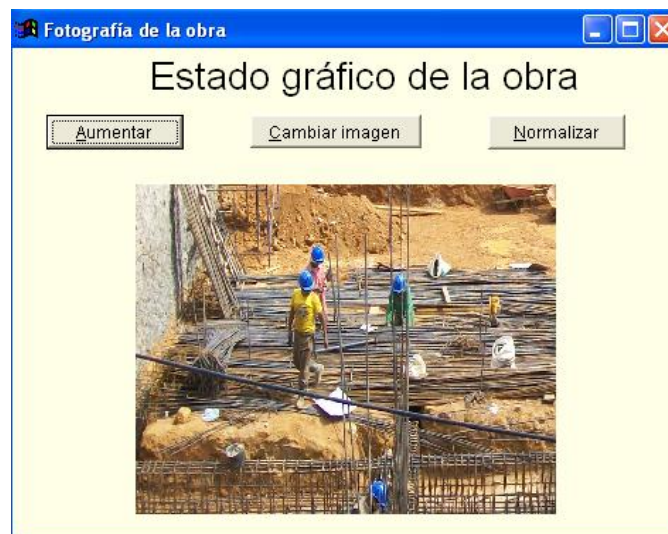 Fotografía de la obra
Estado gráfico de la obra
Aumentar
Cambiar imagen
Normalizar